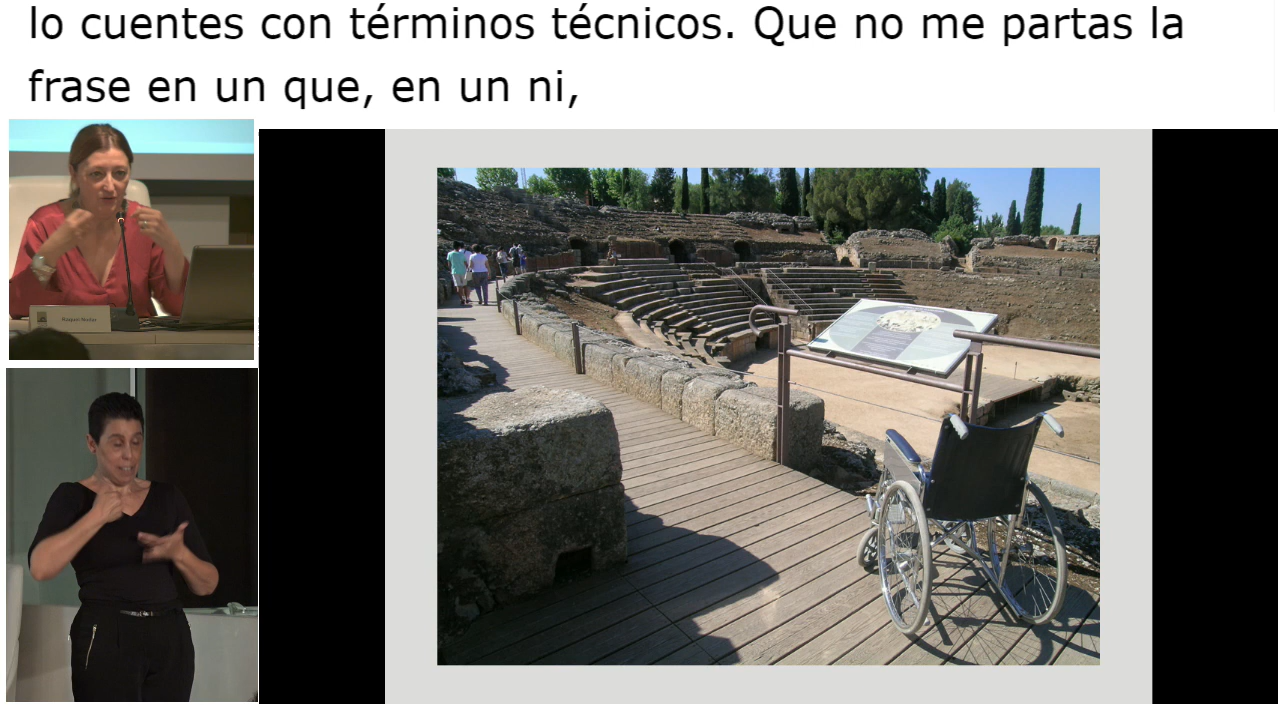 lo cuentes con términos técnicos. Que no me partas la
frase en un que, en un ni,